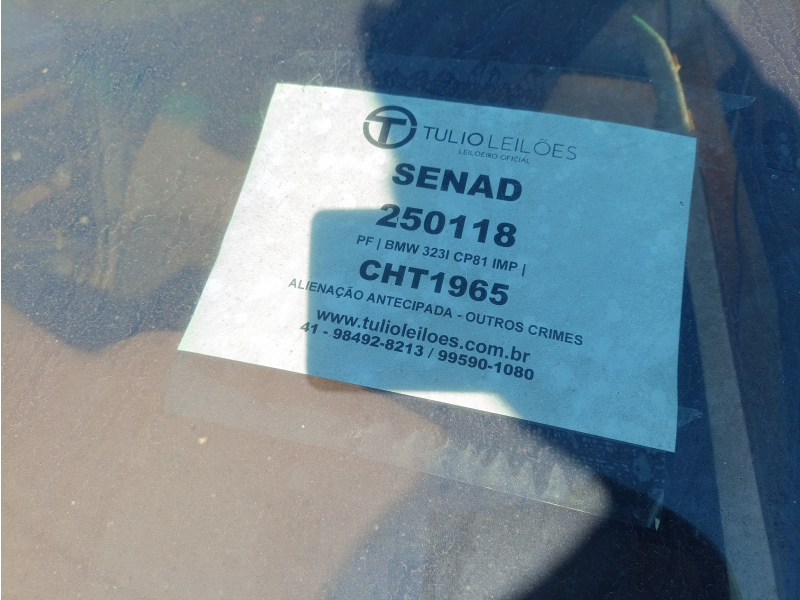 TULIO LEILÕES
LEILOEIRO OFICIAL
SENAD
250118
PF | BMW 323I CP81 IMP |
CHT1965
ALIENAÇÃO ANTECIPADA - OUTROS CRIMES
www.tulioleiloes.com.br
41 - 98492-8213 / 99590-1080